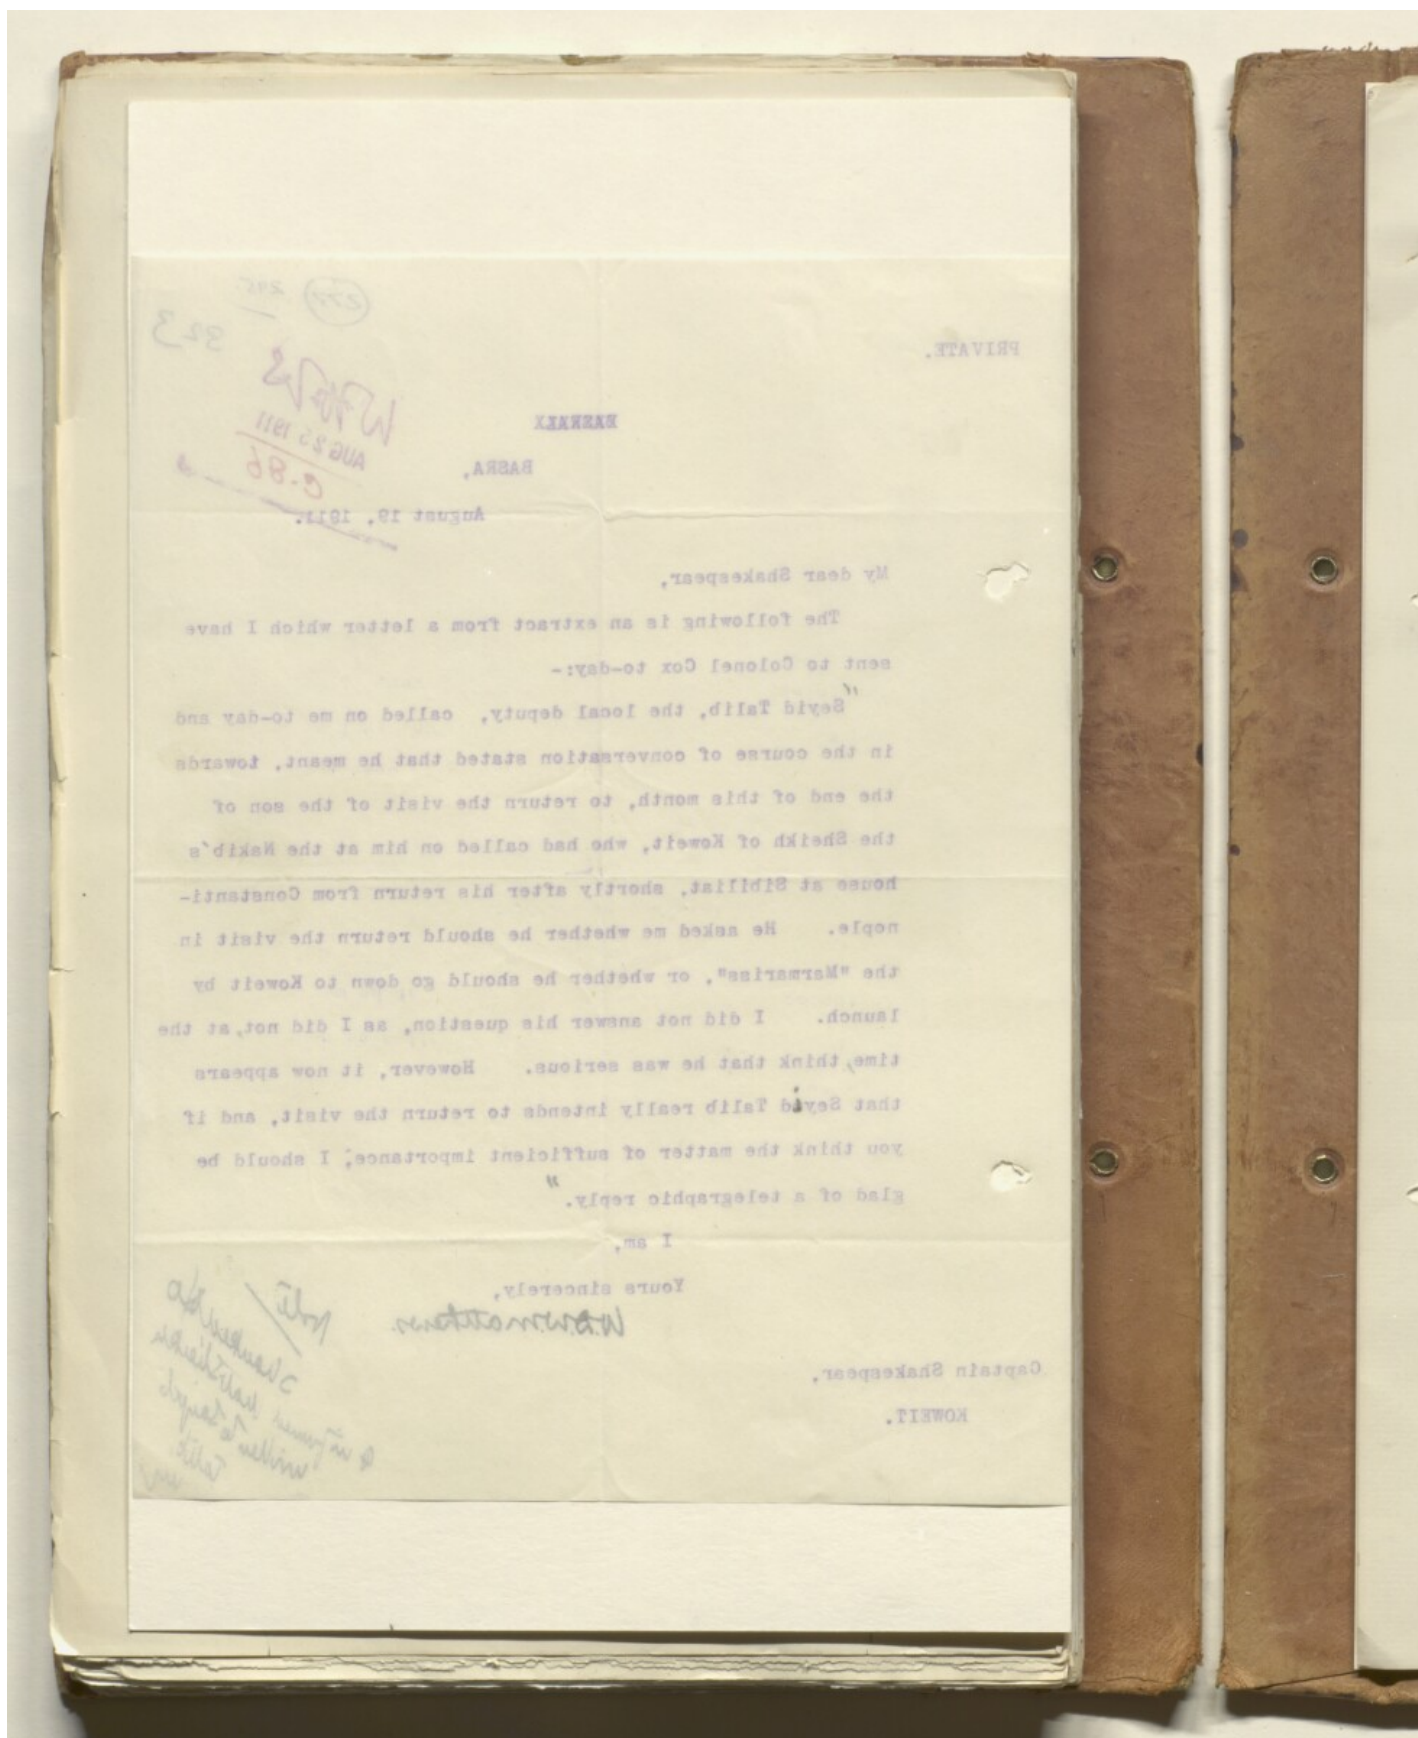 323
PRIVATE.
WHIS
AUG 25 1911
C-86
BASRA,
August 19, 1911.
My dear Shakespear,
The following is an extract from a letter which I have
sent to Colonel Cox to-day:-
"Seyid Talib, the local deputy, called on me to-day and
in the course of conversation stated that he meant, towards
the end of this month, to return the visit of the son of
the Sheikh of Koweit, who had called on him at the Nakib's
house at Sibiliat, shortly after his return from Constanti-
nople. He asked me whether he should return the visit in
the "Marmariss", or whether he should go down to Koweit by
launch. I did not answer his question, as I did not, at the
time, think that he was serious. However, it now appears
that Seyid Talib really intends to return the visit, and if
you think the matter of sufficient importance, I should be
glad of a telegraphic reply."
I am,
Yours sincerely,
Captain Shakespear,
KOWEIT.
written to Saiyid
Talib.